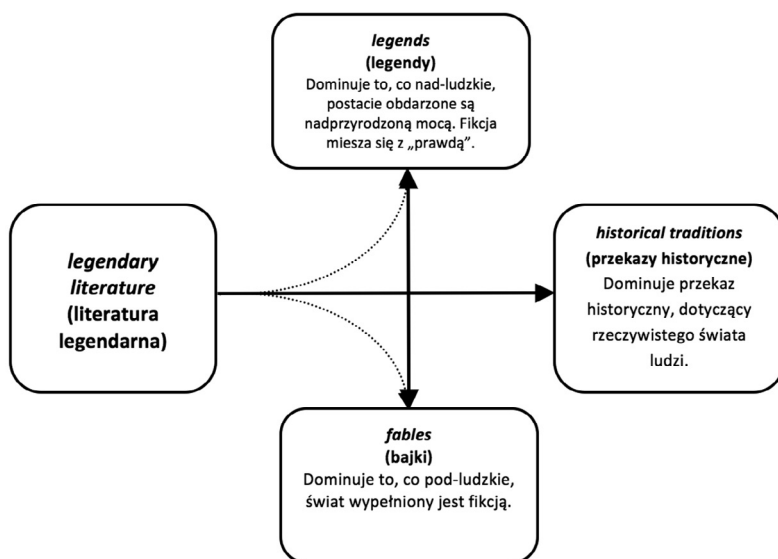 legends
(legendy)
Dominuje to, co nad-ludzkie,
postacie obdarzone są
nadprzyrodzoną mocą. Fikcja
miesza się z „prawdą”.
legendary
literature
(literatura
legendarna)
historical traditions
(przekazy historyczne)
Dominuje przekaz
historyczny, dotyczący
rzeczywistego świata
ludzi.
fables
(bajki)
Dominuje to, co pod-ludzkie,
świat wypełniony jest fikcją.